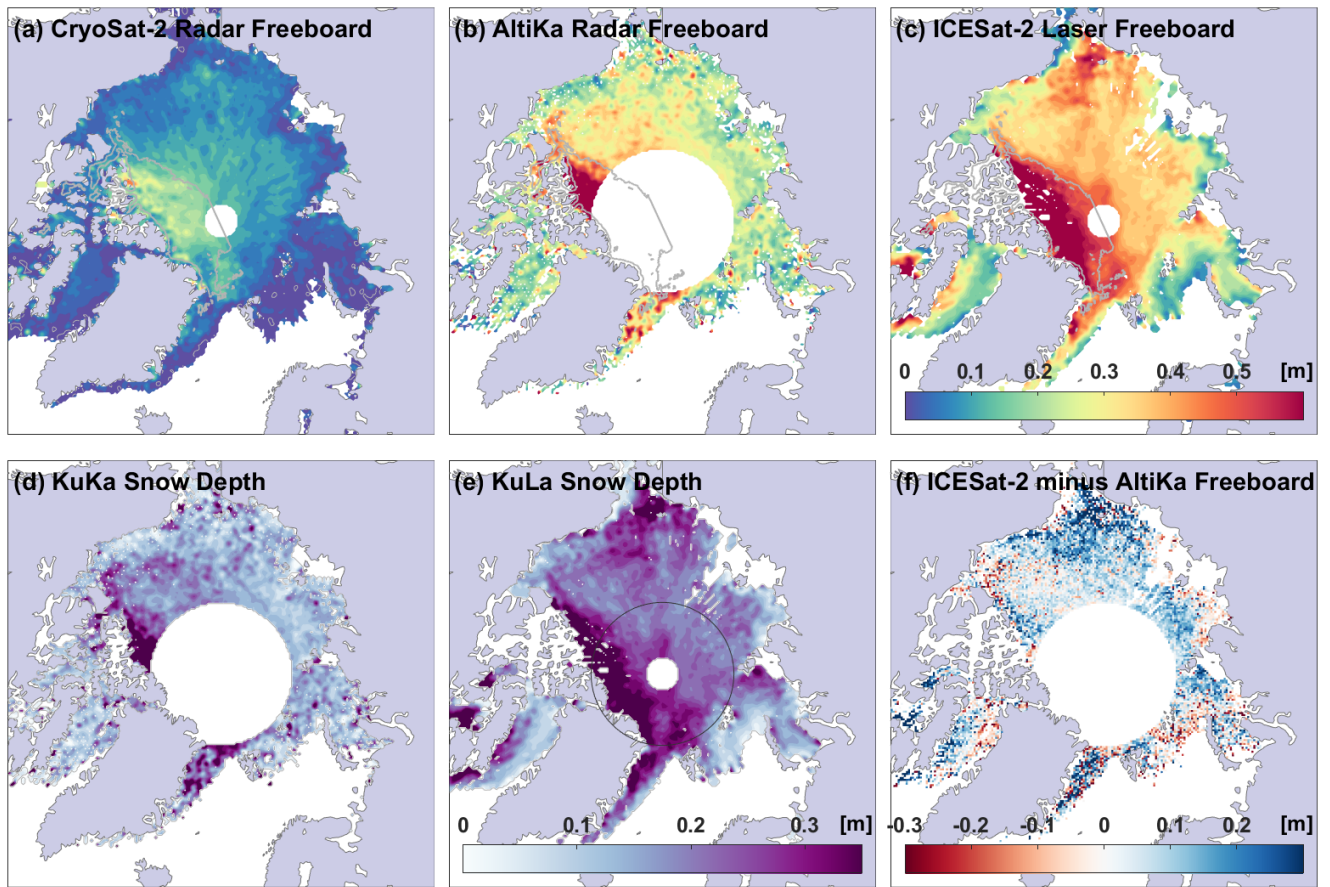 (a) CryoSat-2 Radar Freeboard
(b) AltiKa Radar Freeboard
(c) ICESat-2 Laser Freeboard
0 0.1 0.2 0.3 0.4 0.5 [m]
(d) KuKa Snow Depth
(e) KuLa Snow Depth
(f) ICESat-2 minus AltiKa Freeboard
0 0.1 0.2 0.3 [m]
-0.3 -0.2 -0.1 0 0.1 0.2 [m]